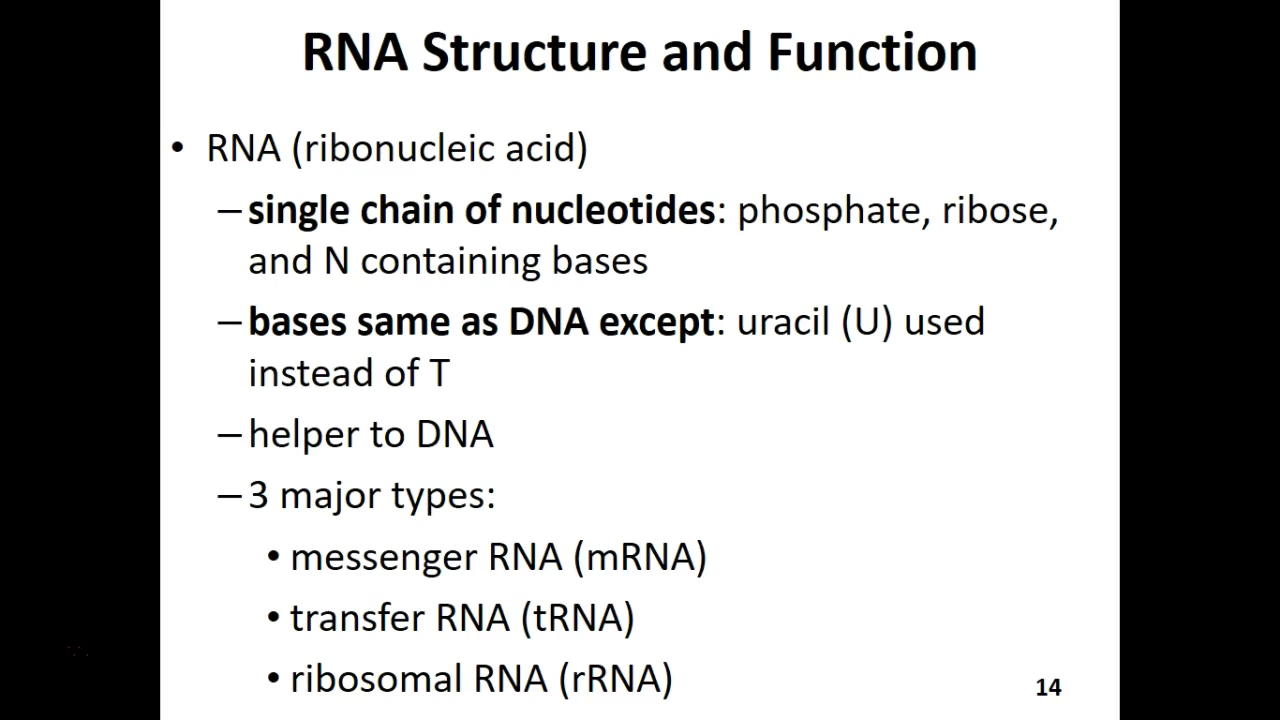 RNA Structure and Function
• RNA (ribonucleic acid)
–single chain of nucleotides: phosphate, ribose,
and N containing bases
–bases same as DNA except: uracil (U) used
instead of T
–helper to DNA
–3 major types:
• messenger RNA (mRNA)
• transfer RNA (tRNA)
• ribosomal RNA (rRNA)
14